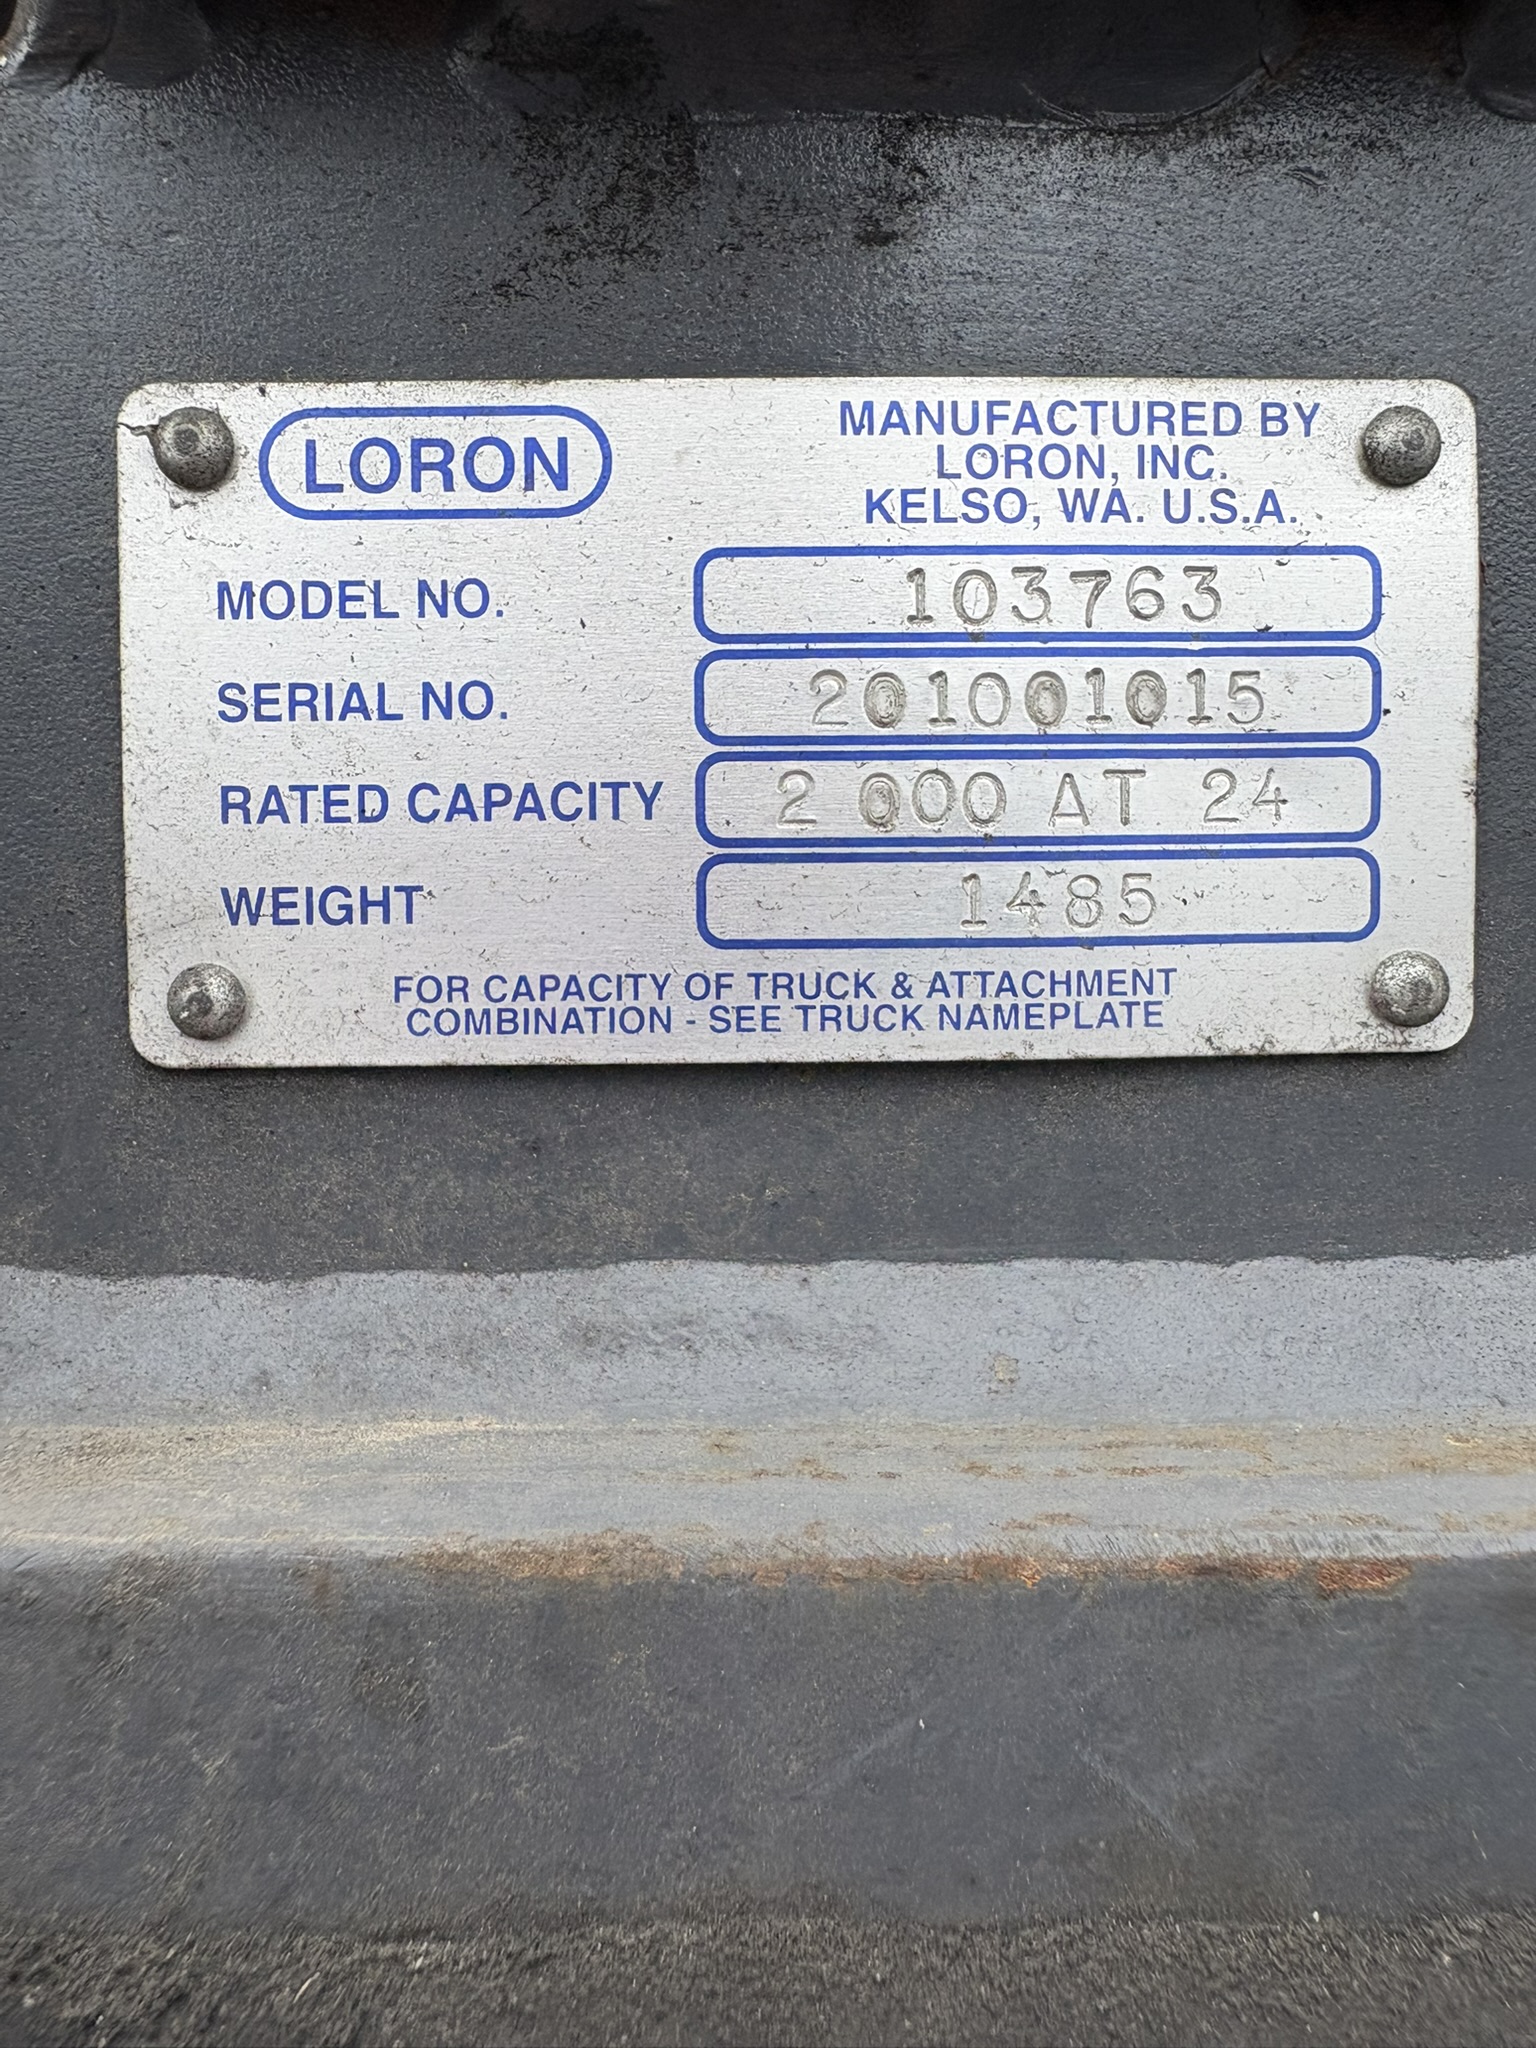 LORON
MANUFACTURED BY
LORON, INC.
KELSO, WA. U.S.A.
MODEL NO. 103763
SERIAL NO. 201001015
RATED CAPACITY 2 000 AT 24
WEIGHT 1485
FOR CAPACITY OF TRUCK & ATTACHMENT
COMBINATION - SEE TRUCK NAMEPLATE